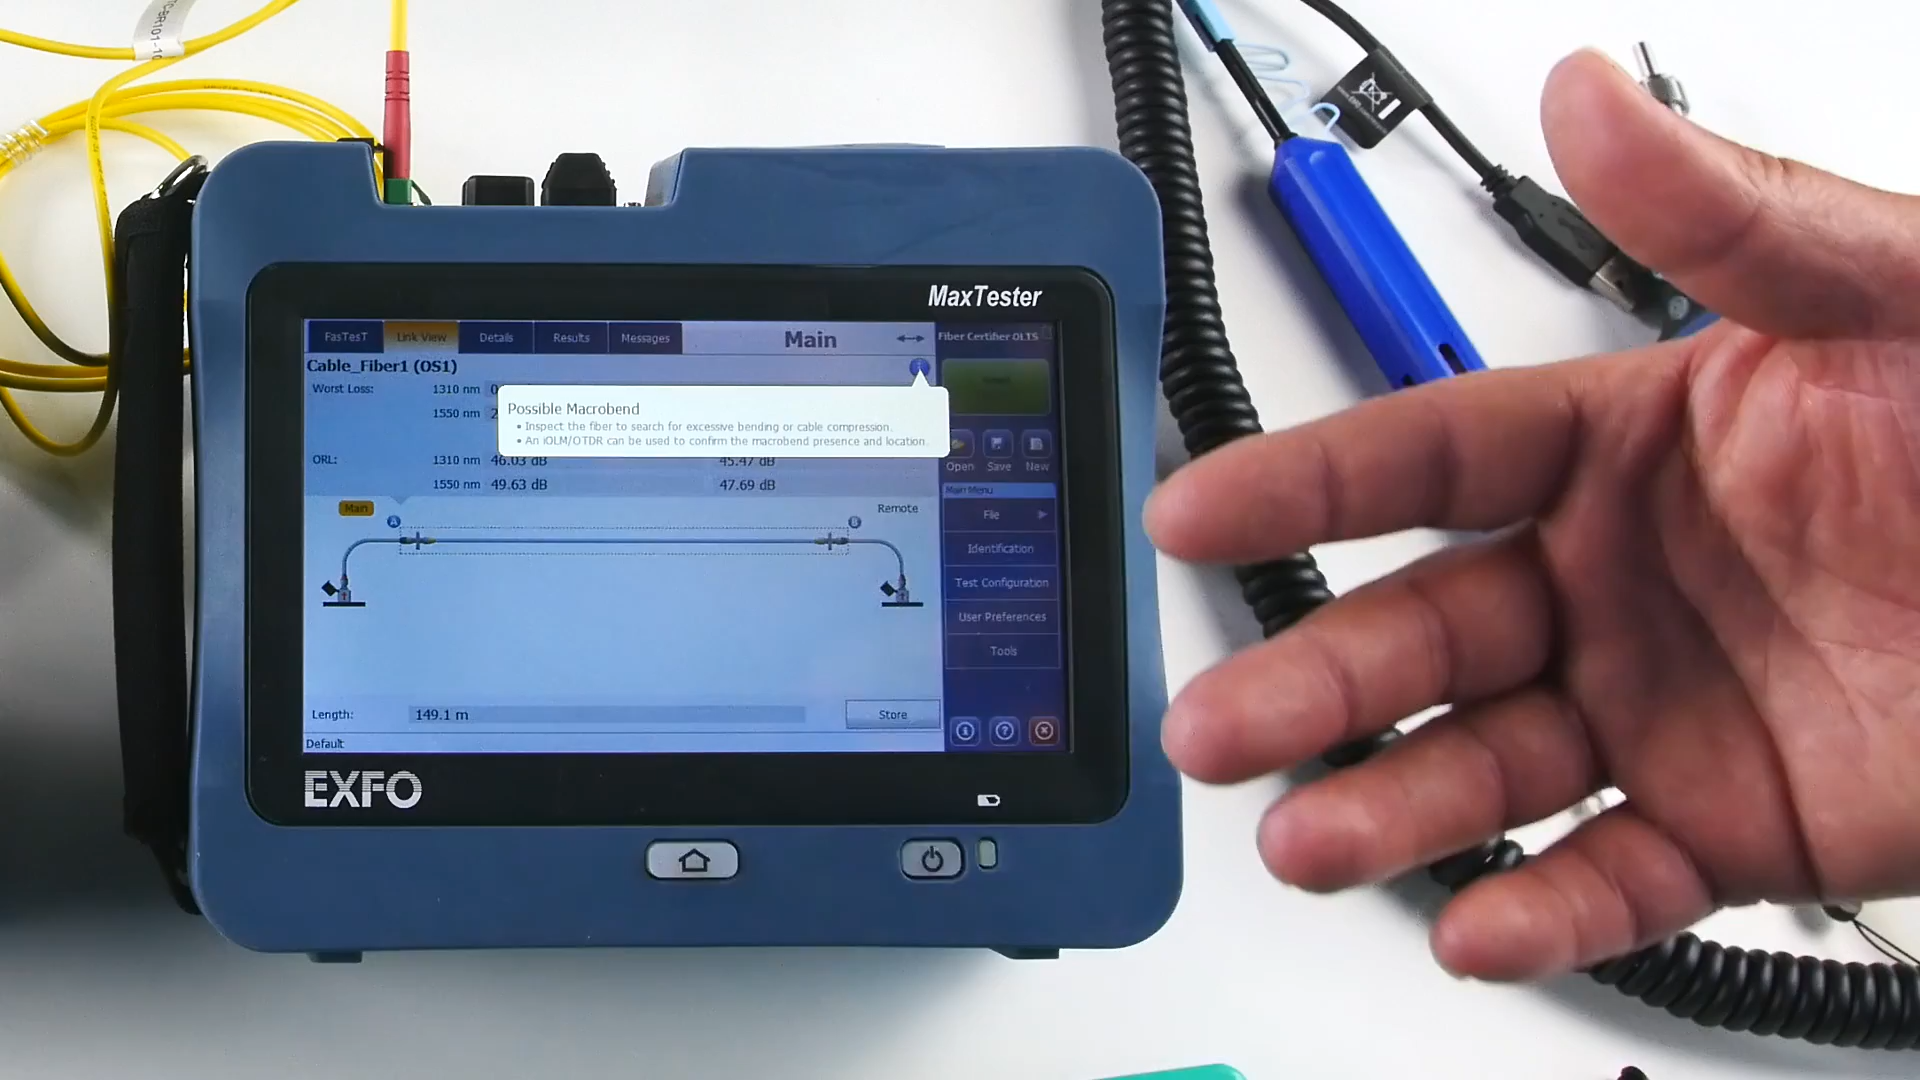 MaxTester
FasTesT Link View Details Results Messages Main Fiber Certifier OLTS
Cable_Fiber1 (OS1)
Worst Loss: 1310 nm 0
1550 nm 2
Possible Macrobend
• Inspect the fiber to search for excessive bending or cable compression.
• An iOLM/OTDR can be used to confirm the macrobend presence and location.
ORL: 1310 nm 46.03 dB 45.47 dB
1550 nm 49.63 dB 47.69 dB
Open Save New
Main Menu
File
Identification
Test Configuration
User Preferences
Tools
Main A B Remote
Length: 149.1 m Store
Default
EXFO